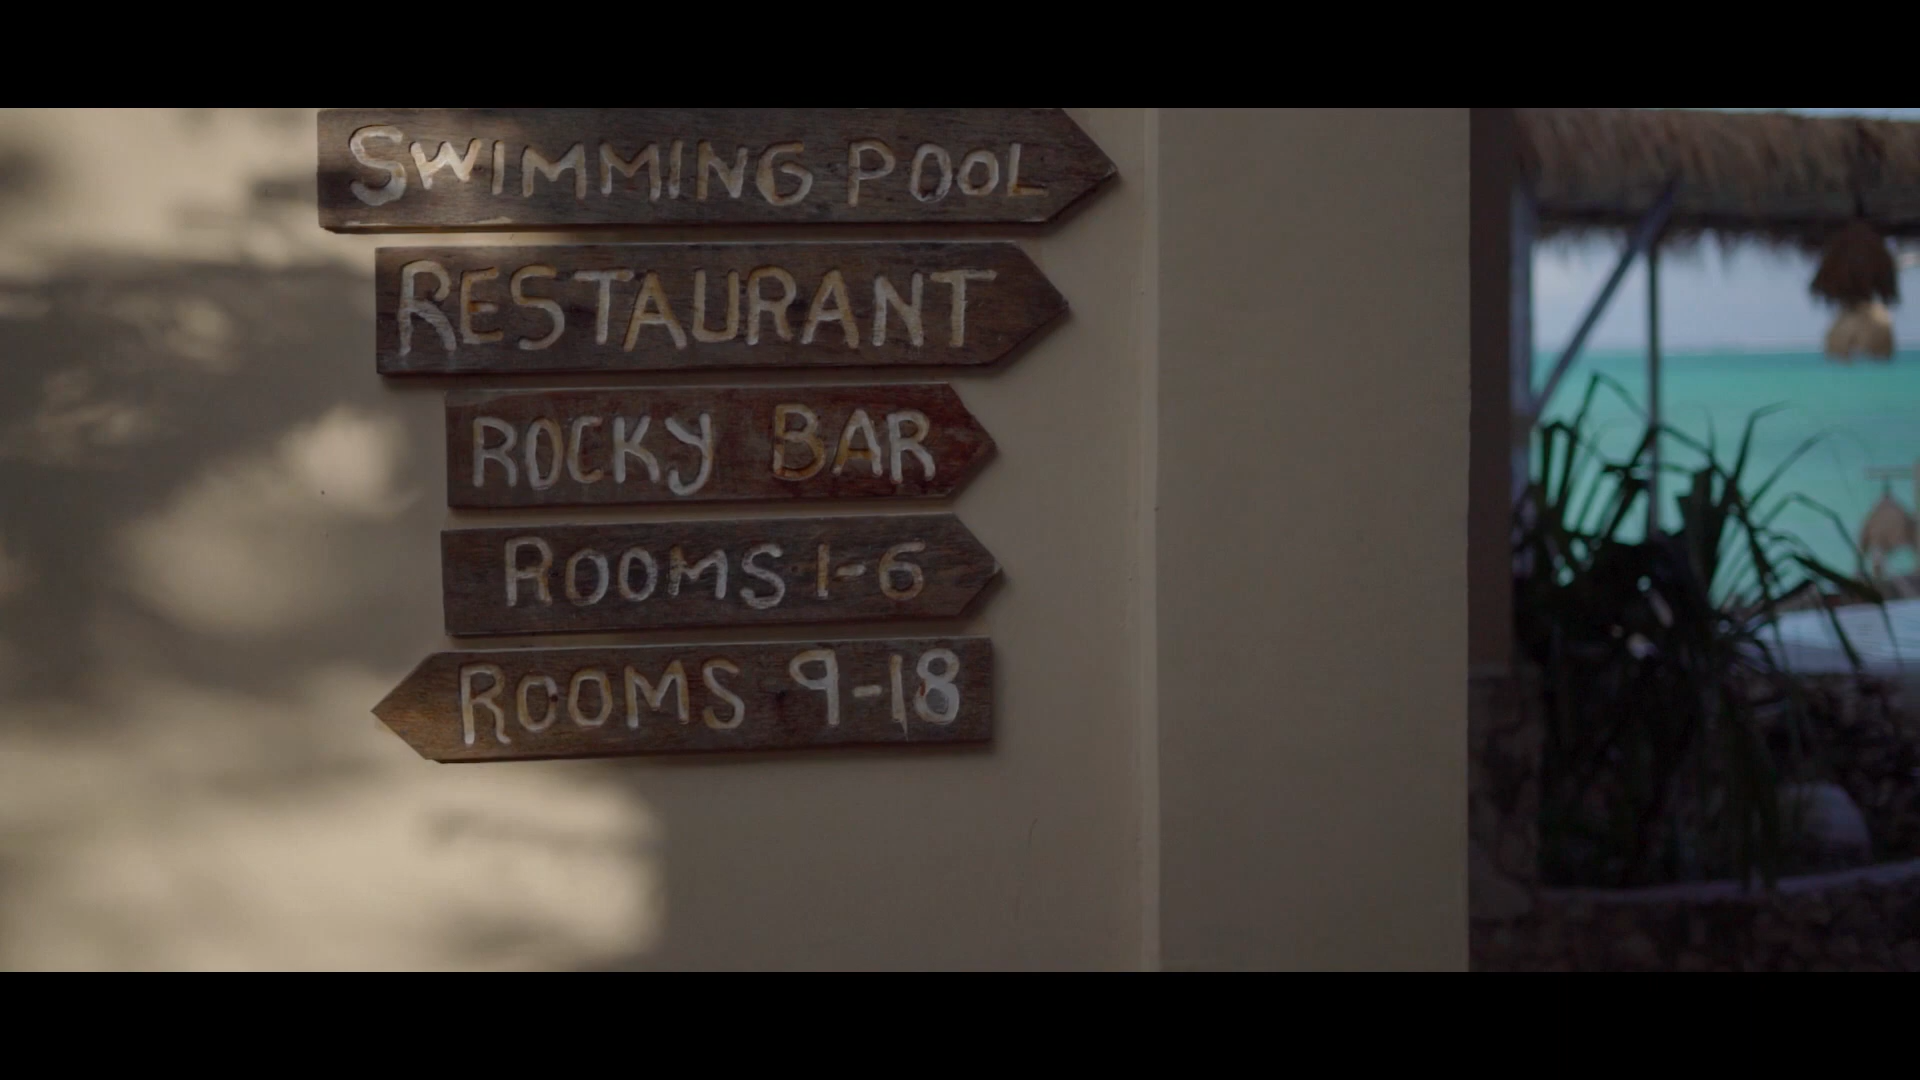 SWIMMING POOL
RESTAURANT
ROCKY BAR
ROOMS 1-6
ROOMS 9-18